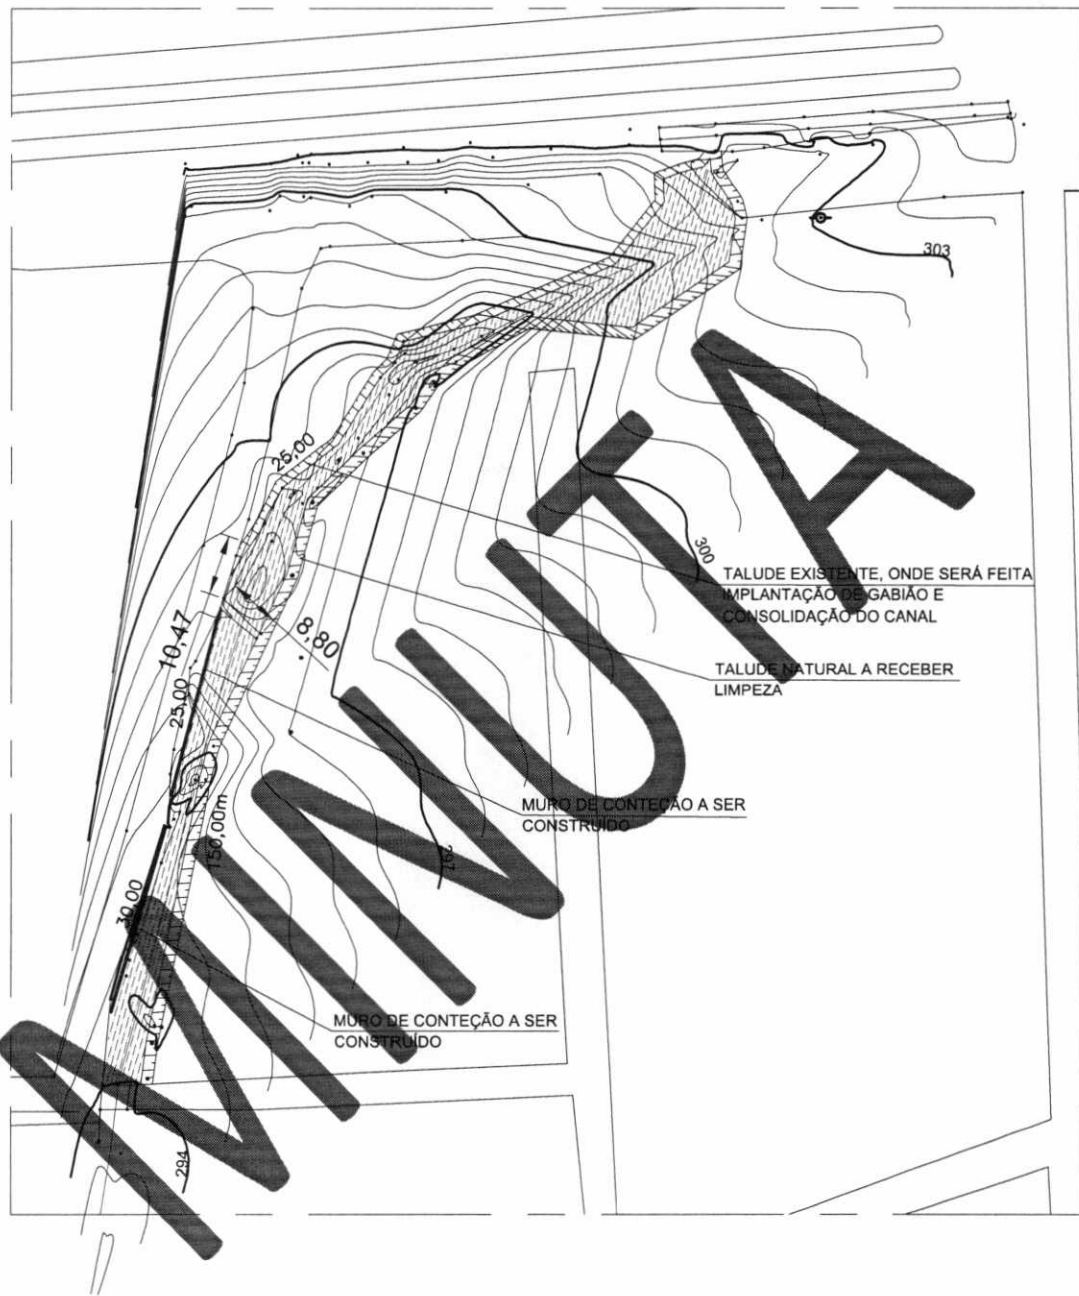 303
25,00
300
TALUDE EXISTENTE, ONDE SERÁ FEITA
IMPLANTAÇÃO DE GABIÃO E
CONSOLIDAÇÃO DO CANAL
10,47
8,80
TALUDE NATURAL A RECEBER
LIMPEZA
25,00
MURO DE CONTEÇÃO A SER
CONSTRUÍDO
150,00m
297
30,00
MURO DE CONTEÇÃO A SER
CONSTRUÍDO
294
MINUTA